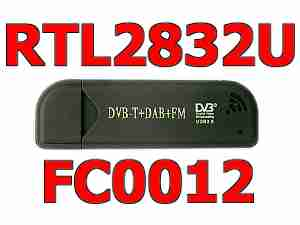 RTL2832U
DVB-T+DAB+FM
DVB
FC0012